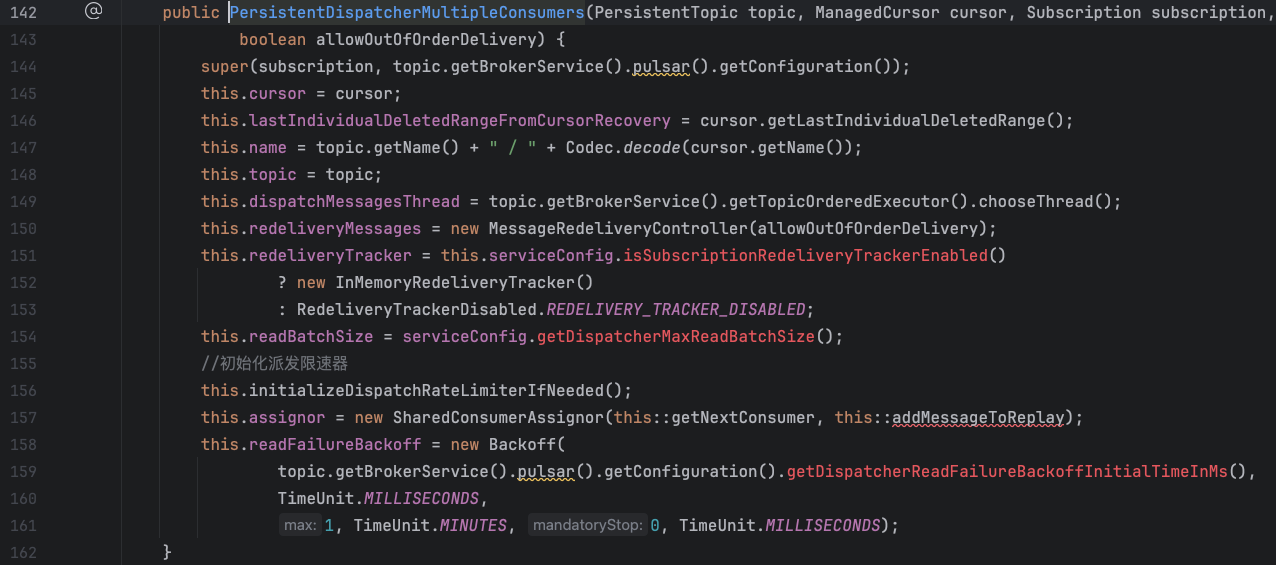 142 @ public PersistentDispatcherMultipleConsumers(PersistentTopic topic, ManagedCursor cursor, Subscription subscription,
143 boolean allowOutOfOrderDelivery) {
144 super(subscription, topic.getBrokerService().pulsar().getConfiguration());
145 this.cursor = cursor;
146 this.lastIndividualDeletedRangeFromCursorRecovery = cursor.getLastIndividualDeletedRange();
147 this.name = topic.getName() + " / " + Codec.decode(cursor.getName());
148 this.topic = topic;
149 this.dispatchMessagesThread = topic.getBrokerService().getTopicOrderedExecutor().chooseThread();
150 this.redeliveryMessages = new MessageRedeliveryController(allowOutOfOrderDelivery);
151 this.redeliveryTracker = this.serviceConfig.isSubscriptionRedeliveryTrackerEnabled()
152 ? new InMemoryRedeliveryTracker()
153 : RedeliveryTrackerDisabled.REDELIVERY_TRACKER_DISABLED;
154 this.readBatchSize = serviceConfig.getDispatcherMaxReadBatchSize();
155 //初始化派发限速器
156 this.initializeDispatchRateLimiterIfNeeded();
157 this.assignor = new SharedConsumerAssignor(this::getNextConsumer, this::addMessageToReplay);
158 this.readFailureBackoff = new Backoff(
159 topic.getBrokerService().pulsar().getConfiguration().getDispatcherReadFailureBackoffInitialTimeInMs(),
160 TimeUnit.MILLISECONDS,
161 max: 1, TimeUnit.MINUTES, mandatoryStop: 0, TimeUnit.MILLISECONDS);
162 }